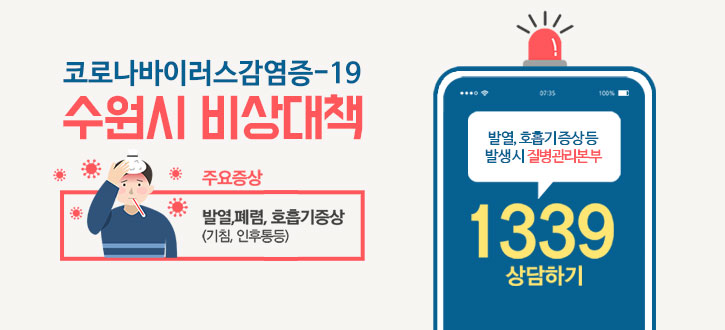 코로나바이러스감염증-19
수원시 비상대책
주요증상
발열,폐렴, 호흡기증상
(기침, 인후통등)
07:35
100%
발열, 호흡기 증상 등
발생 시 질병관리본부
1339
상담하기